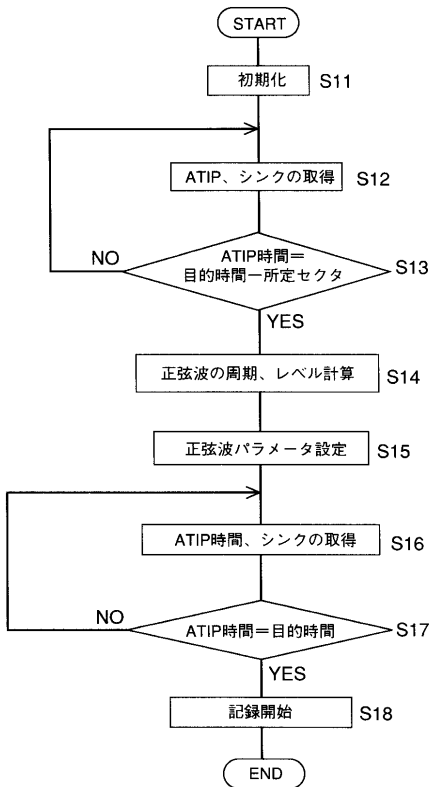 START
初期化 S11
ATIP、シンクの取得 S12
ATIP時間＝
目的時間ー所定セクタ S13
NO
YES
正弦波の周期、レベル計算 S14
正弦波パラメータ設定 S15
ATIP時間、シンクの取得 S16
ATIP時間＝目的時間 S17
NO
YES
記録開始 S18
END